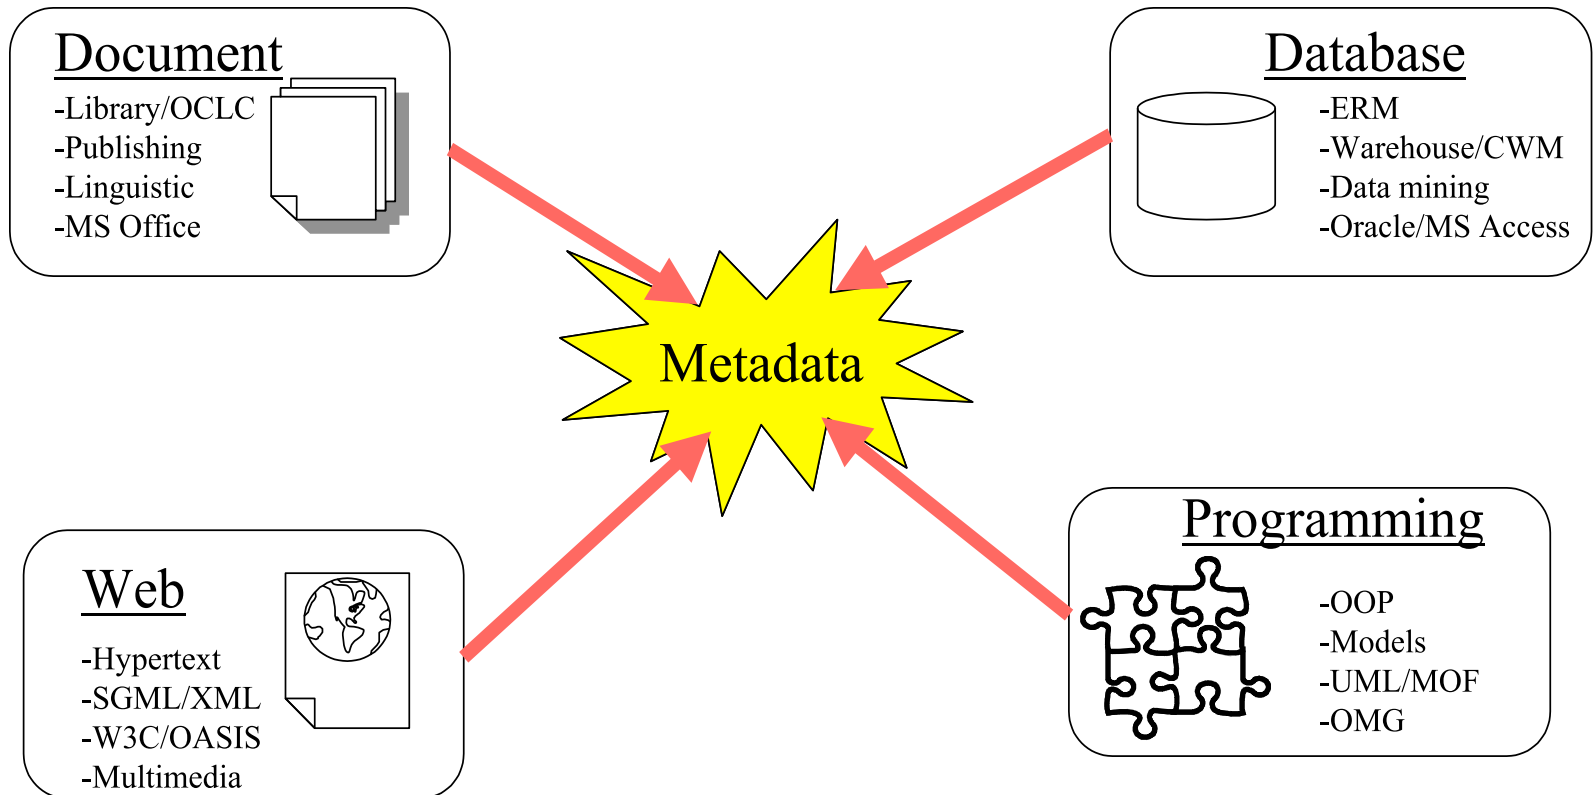 Document
-Library/OCLC
-Publishing
-Linguistic
-MS Office
Database
-ERM
-Warehouse/CWM
-Data mining
-Oracle/MS Access
Metadata
Web
-Hypertext
-SGML/XML
-W3C/OASIS
-Multimedia
Programming
-OOP
-Models
-UML/MOF
-OMG